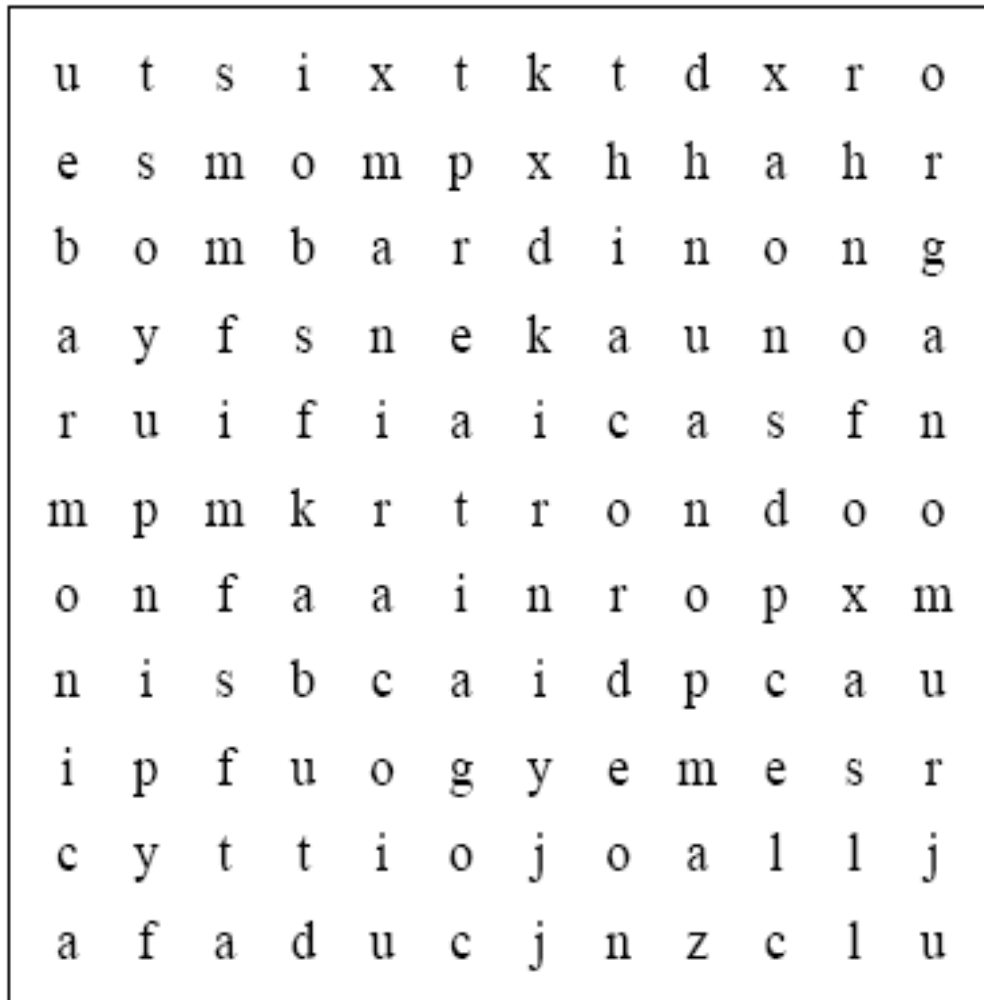 u t s i x t k t d x r o
e s m o m p x h h a h r
b o m b a r d i n o n g
a y f s n e k a u n o a
r u i f i a i c a s f n
m p m k r t r o n d o o
o n f a a i n r o p x m
n i s b c a i d p c a u
i p f u o g y e m e s r
c y t t i o j o a l l j
a f a d u c j n z c l u